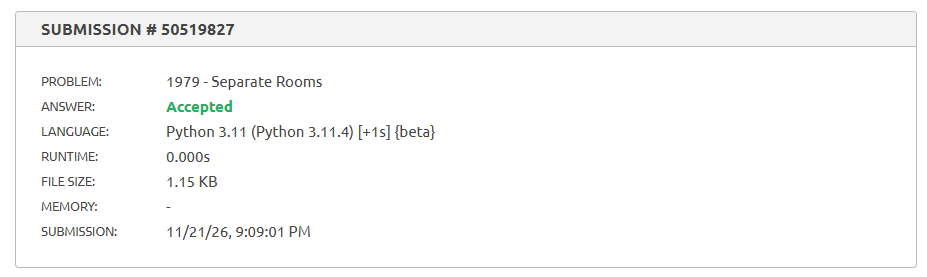 SUBMISSION # 50519827
PROBLEM: 1979 - Separate Rooms
ANSWER: Accepted
LANGUAGE: Python 3.11 (Python 3.11.4) [+1s] {beta}
RUNTIME: 0.000s
FILE SIZE: 1.15 KB
MEMORY: -
SUBMISSION: 11/21/26, 9:09:01 PM